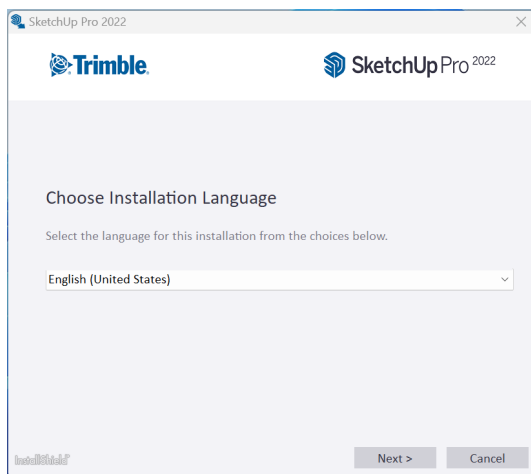 SketchUp Pro 2022
Trimble.
SketchUp Pro 2022
Choose Installation Language
Select the language for this installation from the choices below.
English (United States)
InstallShield
Next >
Cancel